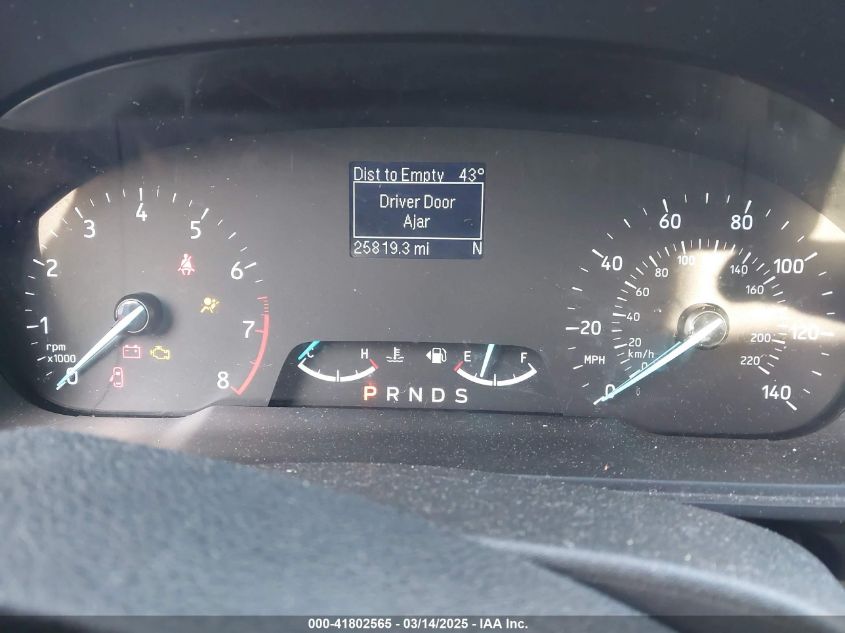 Dist to Empty 43°
Driver Door
Ajar
25819.3 mi N
0 1 2 3 4 5 6 7 8
rpm
x1000
C H
E F
PRNDS
0 20 40 60 80 100 120 140
MPH
0 20 40 60 80 100 140 160 200 220
km/h
000-41802565 - 03/14/2025 - IAA Inc.